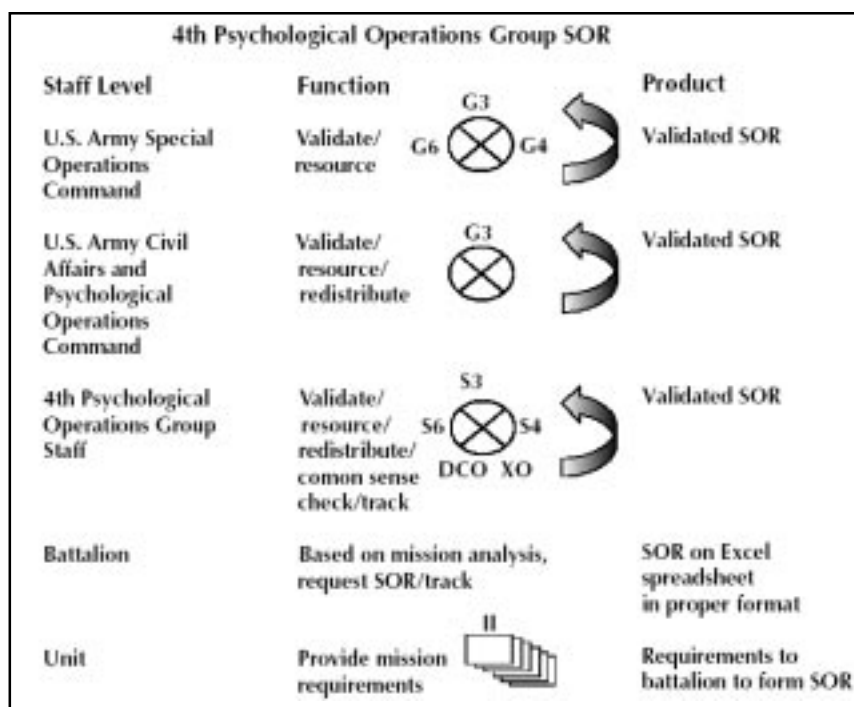 4th Psychological Operations Group SOR
Staff Level
Function
Product
U.S. Army Special
Operations
Command
Validate/
resource
G3
G6
G4
Validated SOR
U.S. Army Civil
Affairs and
Psychological
Operations
Command
Validate/
resource/
redistribute
G3
Validated SOR
4th Psychological
Operations Group
Staff
Validate/
resource/
redistribute/
comon sense
check/track
S3
S6
S4
DCO XO
Validated SOR
Battalion
Based on mission analysis,
request SOR/track
SOR on Excel
spreadsheet
in proper format
Unit
Provide mission
requirements
II
Requirements to
battalion to form SOR